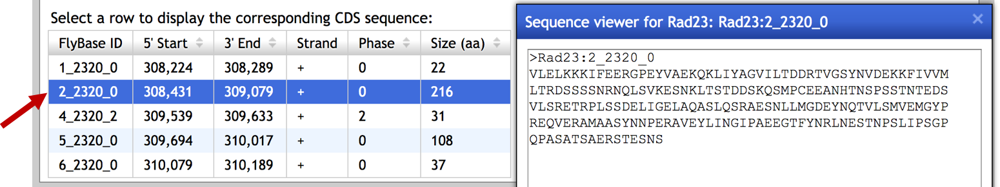 Select a row to display the corresponding CDS sequence:
FlyBase ID 5' Start 3' End Strand Phase Size (aa)
1_2320_0 308,224 308,289 + 0 22
2_2320_0 308,431 309,079 + 0 216
4_2320_2 309,539 309,633 + 2 31
5_2320_0 309,694 310,017 + 0 108
6_2320_0 310,079 310,189 + 0 37
Sequence viewer for Rad23: Rad23:2_2320_0
>Rad23:2_2320_0
VLELKKKIFEERGPEYVAEKQKLIYAGVILTDDRTVGSYNVDEKKFIVVM
LTRDSSSSNRNQLSVKESNKLTSTDDSKQSMPCEEANHTNSPSSTNTEDS
VLSRETRPLSSDELIGELAQASLQSRAESNLLMGDEYNQTVLSMVEMGYP
REQVERAMAASYNNPERAVEYLINGIPAEEGTFYNRLNESTNPSLIPSGP
QPASATSAERSTESNS